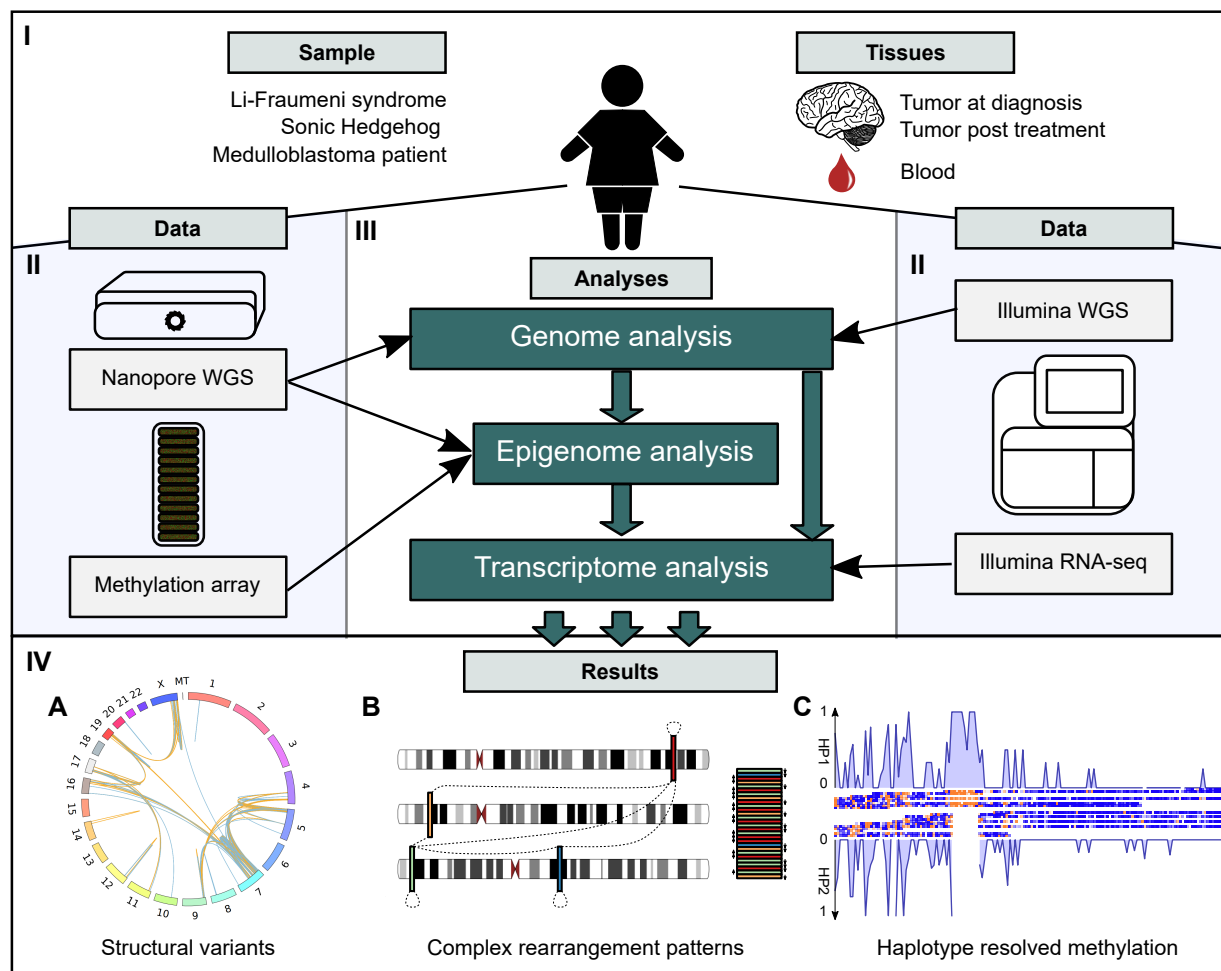 I
Sample
Li-Fraumeni syndrome
Sonic Hedgehog
Medulloblastoma patient
Tissues
Tumor at diagnosis
Tumor post treatment
Blood
II
Data
Nanopore WGS
Methylation array
III
Analyses
Genome analysis
Epigenome analysis
Transcriptome analysis
Data
II
Illumina WGS
Illumina RNA-seq
IV
Results
A
MT
1
2
3
4
5
6
7
8
9
10
11
12
13
14
15
16
17
18
19
20
21
22
X
Structural variants
B
Complex rearrangement patterns
C
1
HP1
0
0
HP2
1
Haplotype resolved methylation